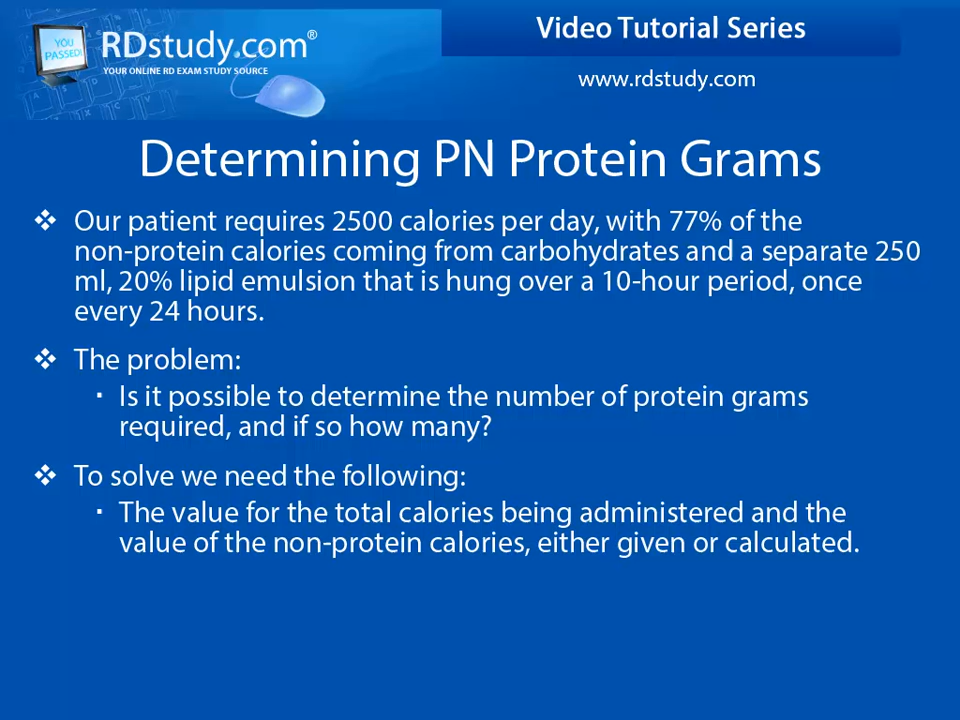 YOU
PASSED!
RDstudy.com®
YOUR ONLINE RD EXAM STUDY SOURCE
Video Tutorial Series
www.rdstudy.com
Determining PN Protein Grams
❖ Our patient requires 2500 calories per day, with 77% of the
non-protein calories coming from carbohydrates and a separate 250
ml, 20% lipid emulsion that is hung over a 10-hour period, once
every 24 hours.
❖ The problem:
▪ Is it possible to determine the number of protein grams
required, and if so how many?
❖ To solve we need the following:
▪ The value for the total calories being administered and the
value of the non-protein calories, either given or calculated.